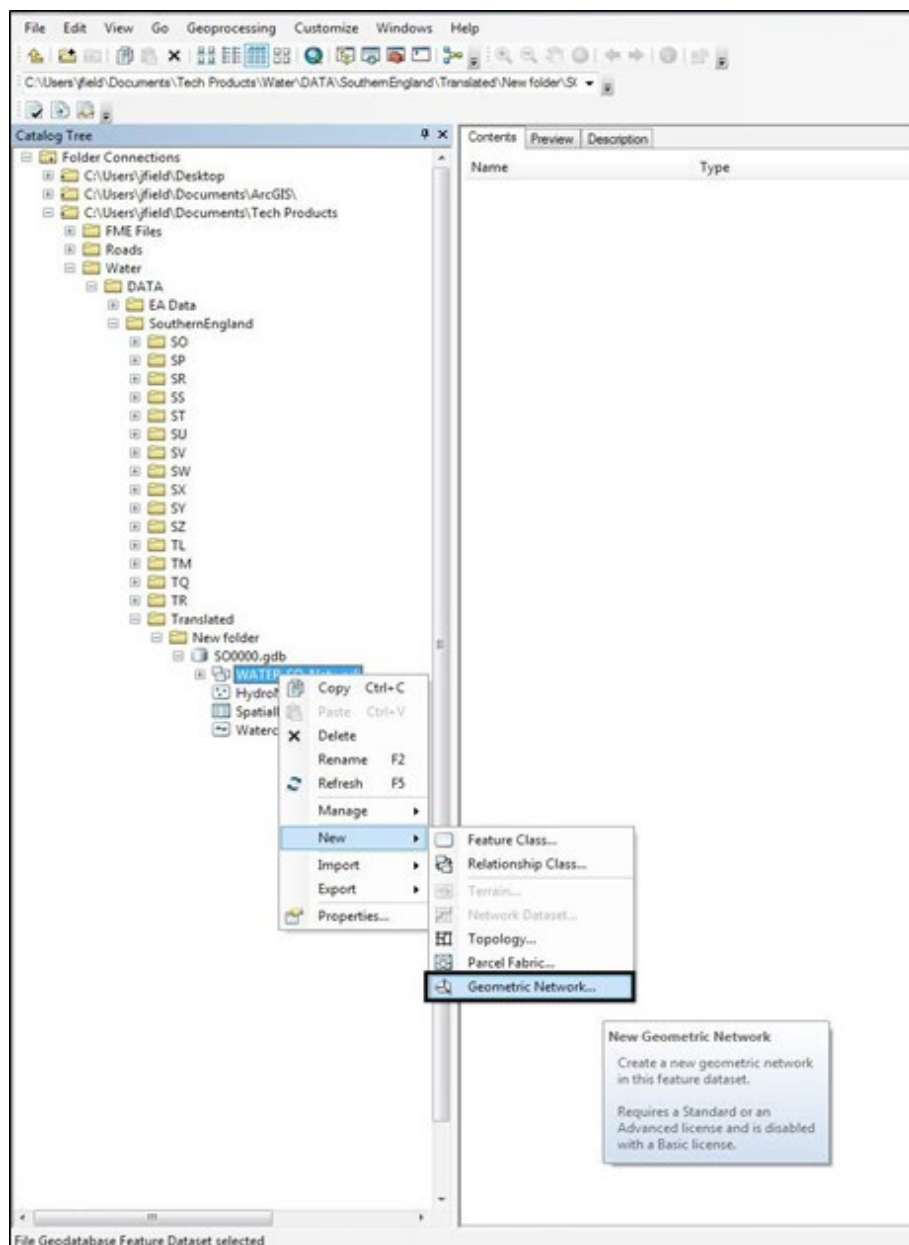 File Edit View Go Geoprocessing Customize Windows Help
C:\Users\jfield\Documents\Tech Products\Water\DATA\SouthernEngland\Translated\New folder\S(
Catalog Tree
Contents Preview Description
Name Type
Folder Connections
C:\Users\jfield\Desktop
C:\Users\jfield\Documents\ArcGIS\
C:\Users\jfield\Documents\Tech Products
FME Files
Roads
Water
DATA
EA Data
SouthernEngland
SO
SP
SR
SS
ST
SU
SV
SW
SX
SY
SZ
TL
TM
TQ
TR
Translated
New folder
SO0000.gdb
Spatial
Waterc
Copy Ctrl+C
Paste Ctrl+V
Delete
Rename F2
Refresh F5
Manage
New
Import
Export
Properties...
Feature Class...
Relationship Class...
Terrain...
Network Dataset...
Topology...
Parcel Fabric...
Geometric Network...
New Geometric Network
Create a new geometric network
in this feature dataset.
Requires a Standard or an
Advanced license and is disabled
with a Basic license.
File Geodatabase Feature Dataset selected